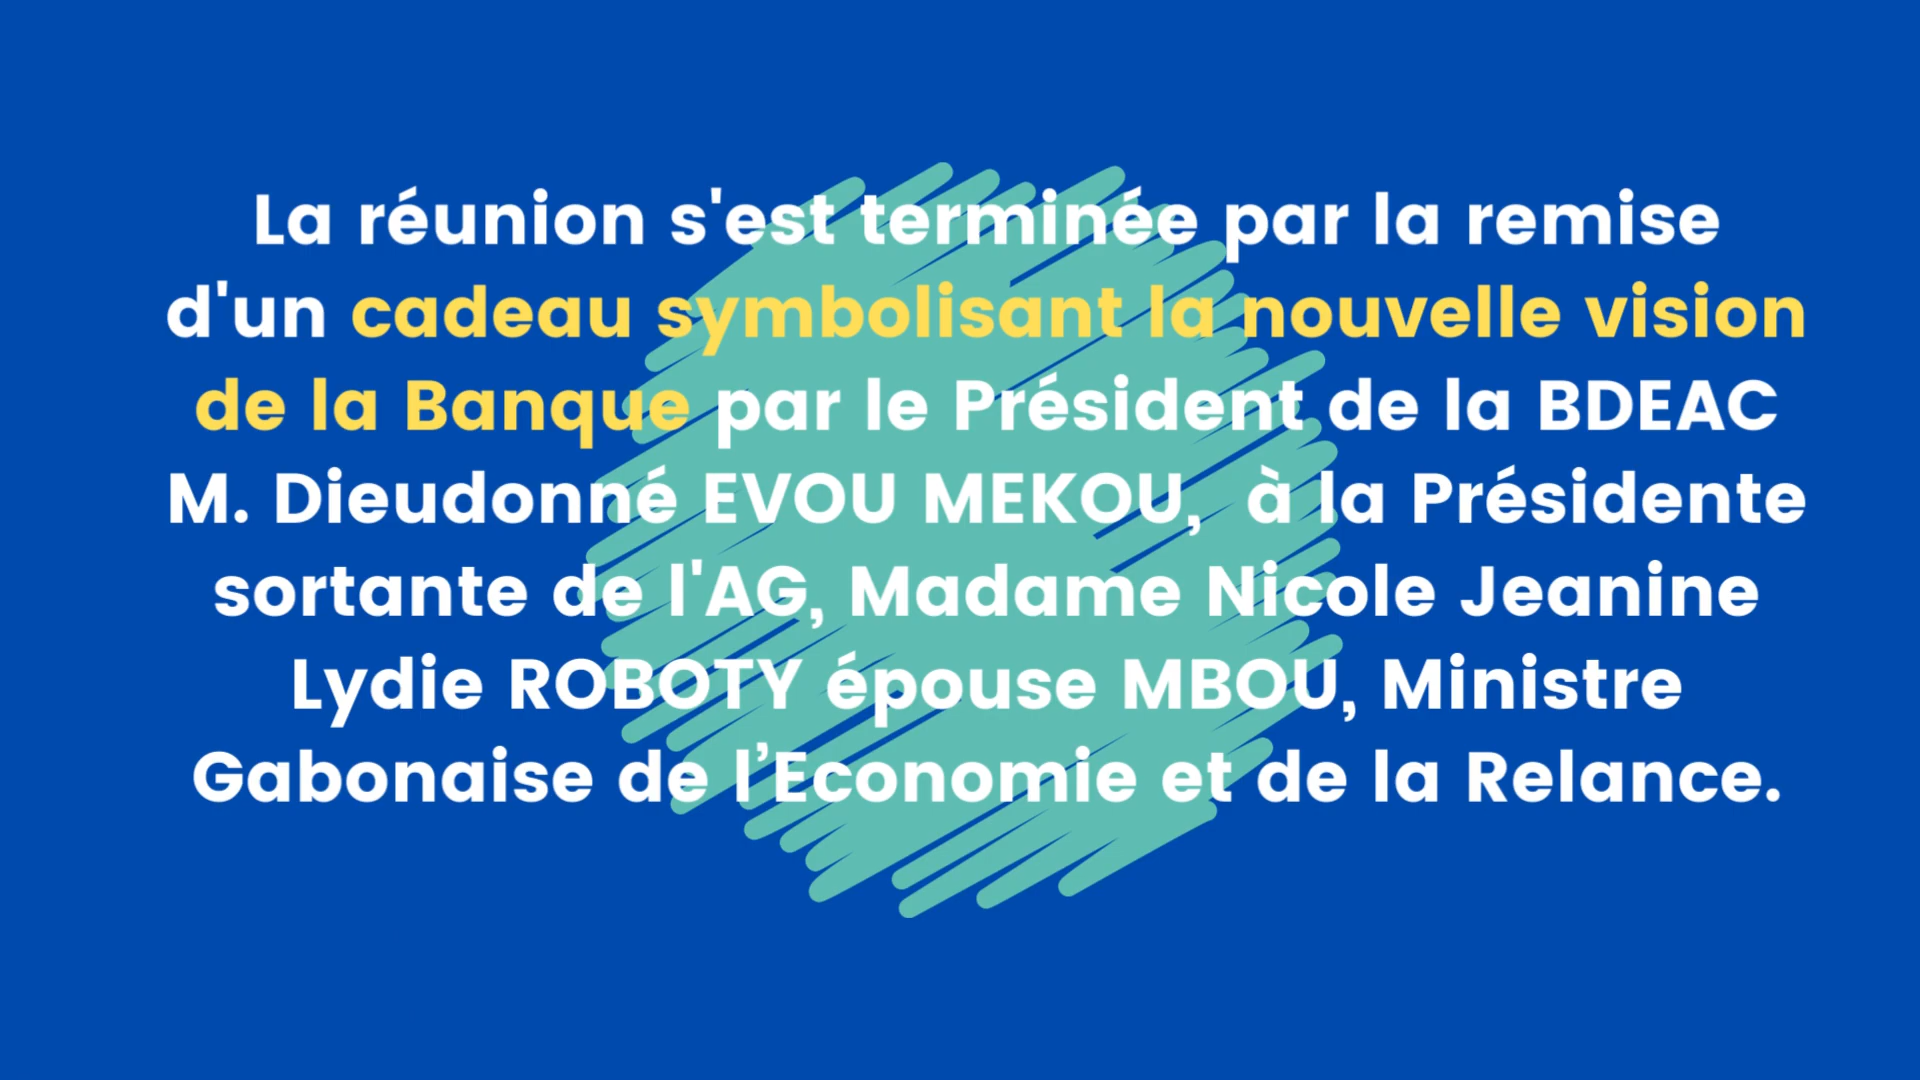 La réunion s'est terminée par la remise
d'un cadeau symbolisant la nouvelle vision
de la Banque par le Président de la BDEAC
M. Dieudonné EVOU MEKOU,  à la Présidente
sortante de l'AG, Madame Nicole Jeanine
Lydie ROBOTY épouse MBOU, Ministre
Gabonaise de l’Economie et de la Relance.